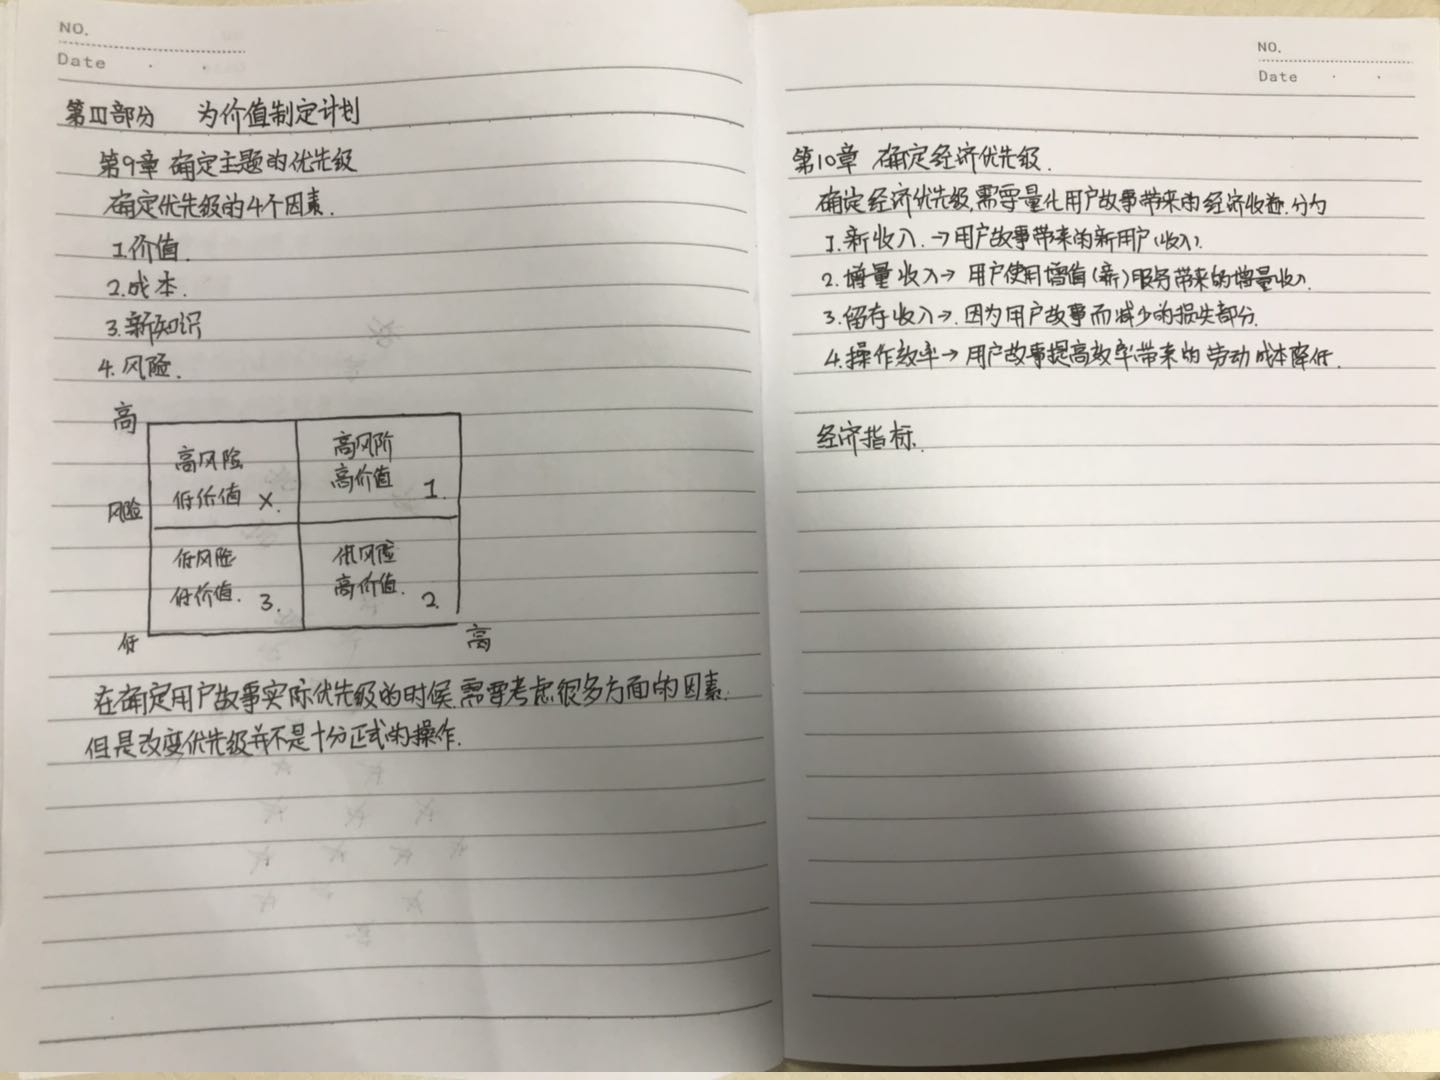 NO.
Date
第III部分 为价值制定计划
第9章 确定主题的优先级
确定优先级的4个因素.
1.价值.
2.成本.
3.新知识
4.风险.
高
高风险
低价值 ×.
高风阶
高价值 1.
风险
低风险
低价值. 3.
低风险
高价值. 2.
低
高
在确定用户故事实际优先级的时候,需要考虑很多方面的因素.
但是改变优先级并不是十分正式的操作.
NO.
Date
第10章 确定经济优先级.
确定经济优先级,需要量化用户故事带来的经济收益.分为
1.新收入.→用户故事带来的新用户(收入).
2.增量收入→ 用户使用增值(新)服务带来的增量收入.
3.留存收入→.因为用户故事而减少的损失部分.
4.操作效率→ 用户故事提高效率带来的劳动成本降低.
经济指标.